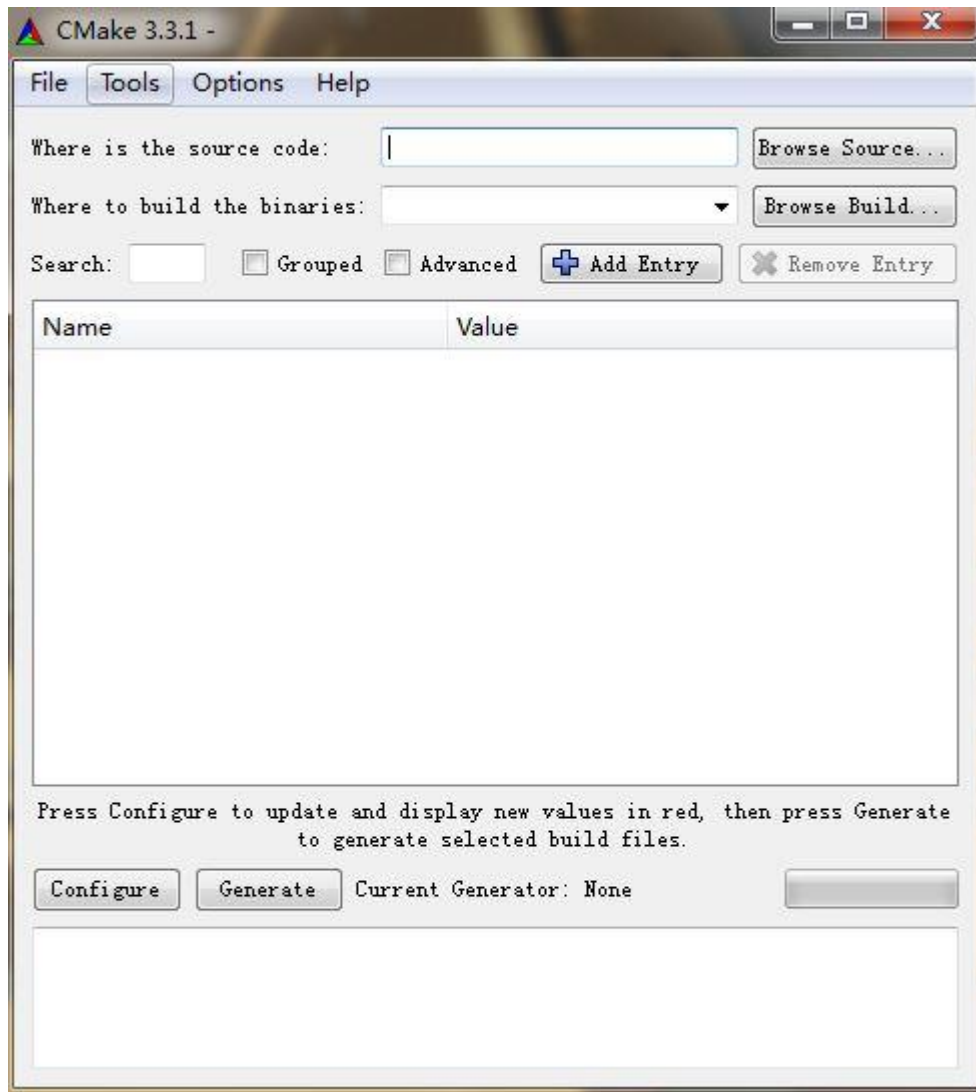 CMake 3.3.1 -
File Tools Options Help
Where is the source code: Browse Source...
Where to build the binaries: Browse Build...
Search: Grouped Advanced Add Entry Remove Entry
Name Value
Press Configure to update and display new values in red, then press Generate
to generate selected build files.
Configure Generate Current Generator: None